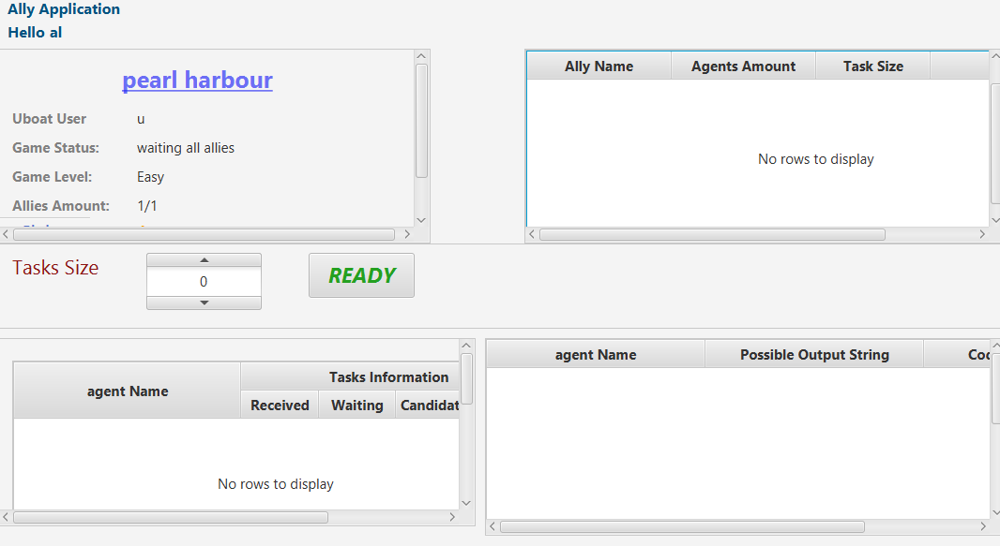 Ally Application
Hello al
pearl harbour
Uboat User u
Game Status: waiting all allies
Game Level: Easy
Allies Amount: 1/1
Ally Name Agents Amount Task Size
No rows to display
Tasks Size 0 READY
agent Name Tasks Information
Received Waiting Candidat
No rows to display
agent Name Possible Output String Coc